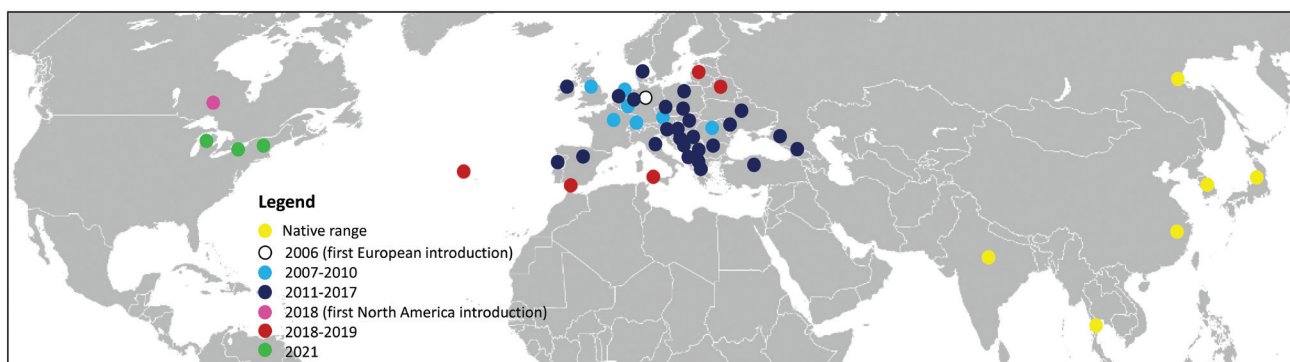 Legend
Native range
2006 (first European introduction)
2007-2010
2011-2017
2018 (first North America introduction)
2018-2019
2021